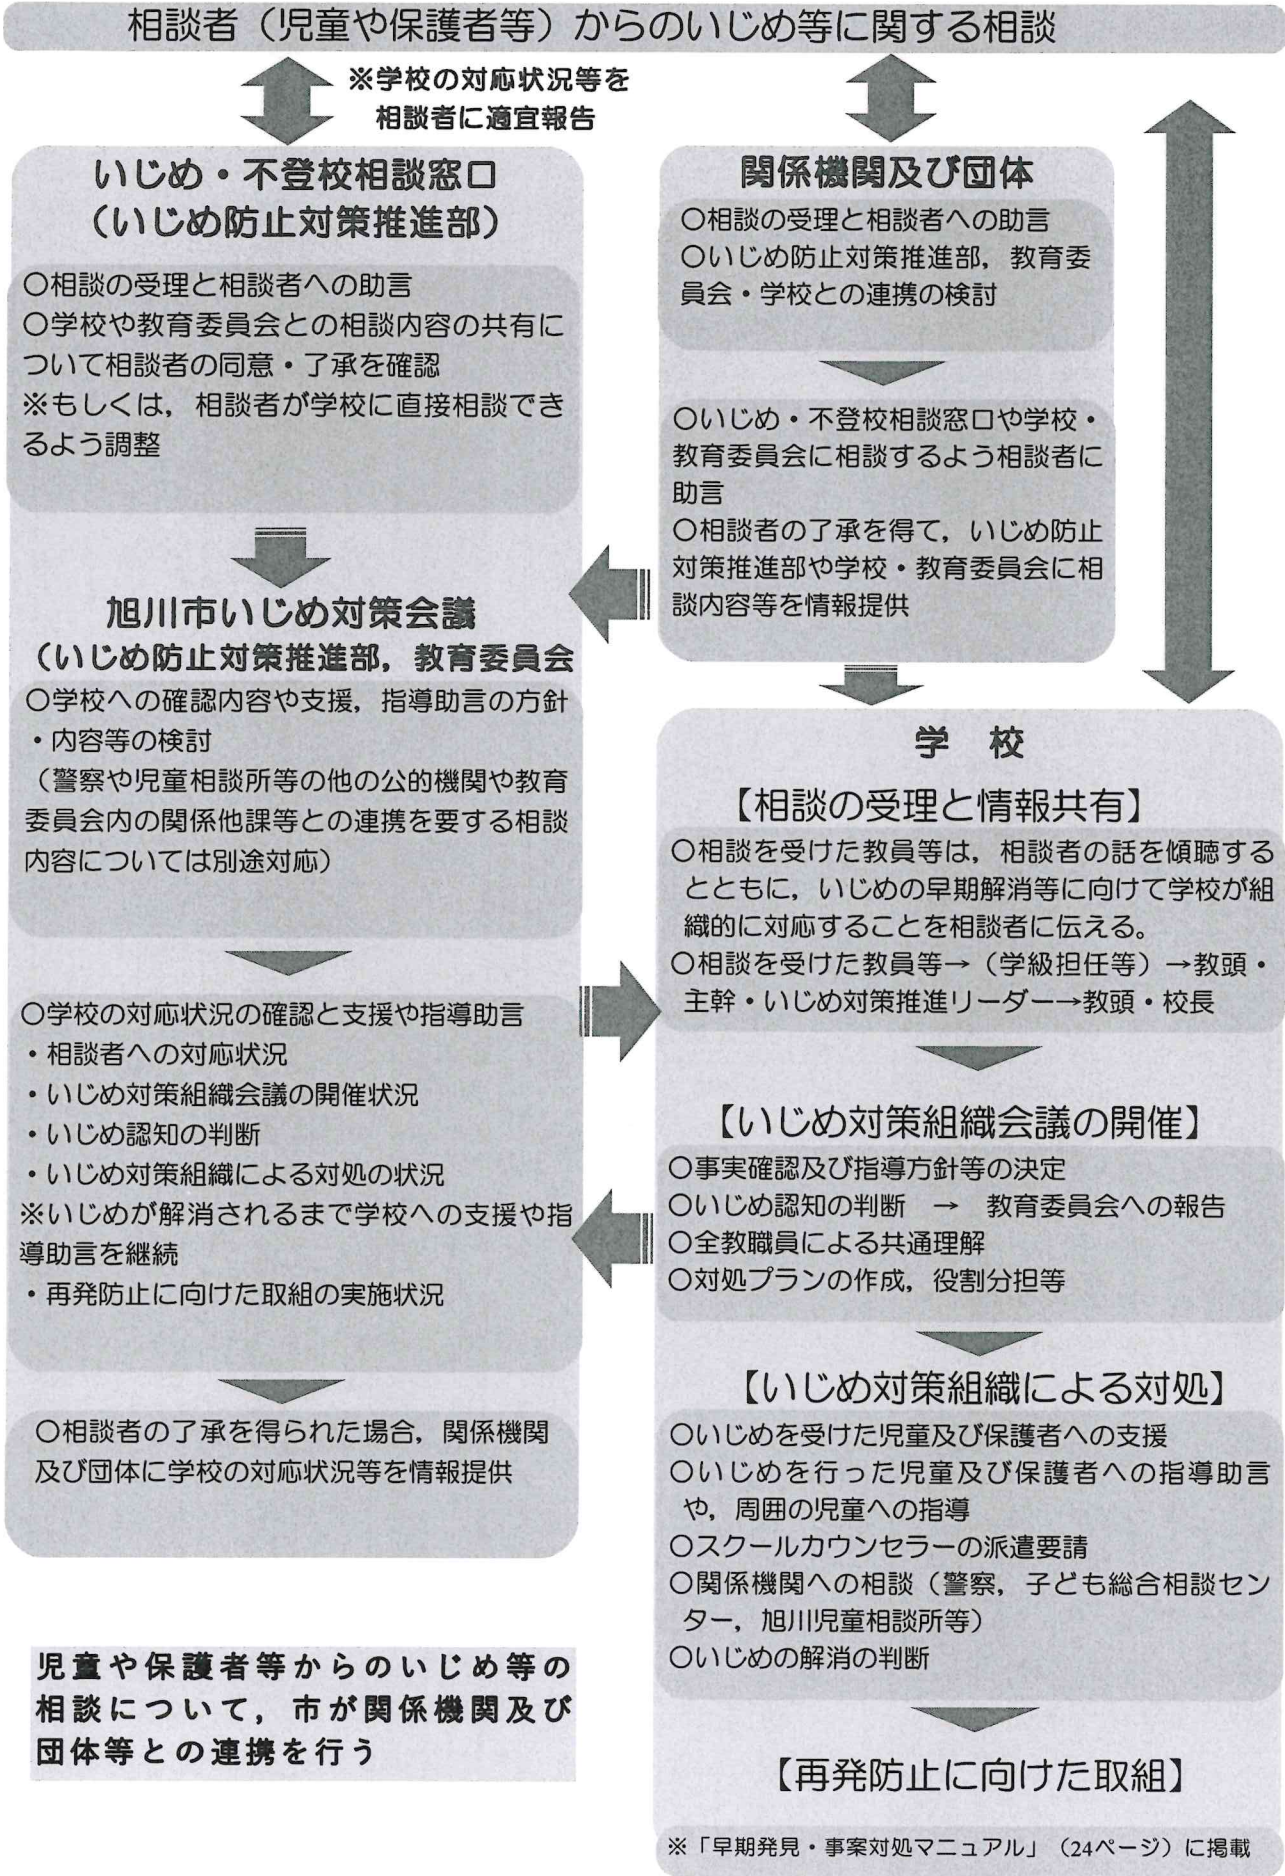 相談者（児童や保護者等）からのいじめ等に関する相談
※学校の対応状況等を
相談者に適宜報告
いじめ・不登校相談窓口
（いじめ防止対策推進部）
〇相談の受理と相談者への助言
〇学校や教育委員会との相談内容の共有に
ついて相談者の同意・了承を確認
※もしくは，相談者が学校に直接相談でき
るよう調整
旭川市いじめ対策会議
（いじめ防止対策推進部，教育委員会
〇学校への確認内容や支援，指導助言の方針
・内容等の検討
（警察や児童相談所等の他の公的機関や教育
委員会内の関係他課等との連携を要する相談
内容については別途対応）
〇学校の対応状況の確認と支援や指導助言
・相談者への対応状況
・いじめ対策組織会議の開催状況
・いじめ認知の判断
・いじめ対策組織による対処の状況
※いじめが解消されるまで学校への支援や指
導助言を継続
・再発防止に向けた取組の実施状況
〇相談者の了承を得られた場合，関係機関
及び団体に学校の対応状況等を情報提供
児童や保護者等からのいじめ等の
相談について，市が関係機関及び
団体等との連携を行う
関係機関及び団体
〇相談の受理と相談者への助言
〇いじめ防止対策推進部，教育委
員会・学校との連携の検討
〇いじめ・不登校相談窓口や学校・
教育委員会に相談するよう相談者に
助言
〇相談者の了承を得て，いじめ防止
対策推進部や学校・教育委員会に相
談内容等を情報提供
学　校
【相談の受理と情報共有】
〇相談を受けた教員等は，相談者の話を傾聴する
とともに，いじめの早期解消等に向けて学校が組
織的に対応することを相談者に伝える。
〇相談を受けた教員等→（学級担任等）→教頭・
主幹・いじめ対策推進リーダー→教頭・校長
【いじめ対策組織会議の開催】
〇事実確認及び指導方針等の決定
〇いじめ認知の判断　→　教育委員会への報告
〇全教職員による共通理解
〇対処プランの作成，役割分担等
【いじめ対策組織による対処】
〇いじめを受けた児童及び保護者への支援
〇いじめを行った児童及び保護者への指導助言
や，周囲の児童への指導
〇スクールカウンセラーの派遣要請
〇関係機関への相談（警察，子ども総合相談セン
ター，旭川児童相談所等）
〇いじめの解消の判断
【再発防止に向けた取組】
※「早期発見・事案対処マニュアル」（24ページ）に掲載